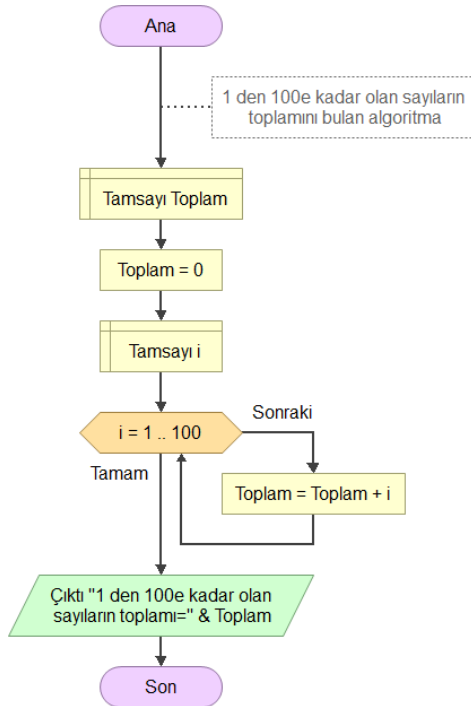 Ana
1 den 100e kadar olan sayıların
toplamını bulan algoritma
Tamsayı Toplam
Toplam = 0
Tamsayı i
i = 1 .. 100
Sonraki
Tamam
Toplam = Toplam + i
Çıktı "1 den 100e kadar olan
sayıların toplamı=" & Toplam
Son